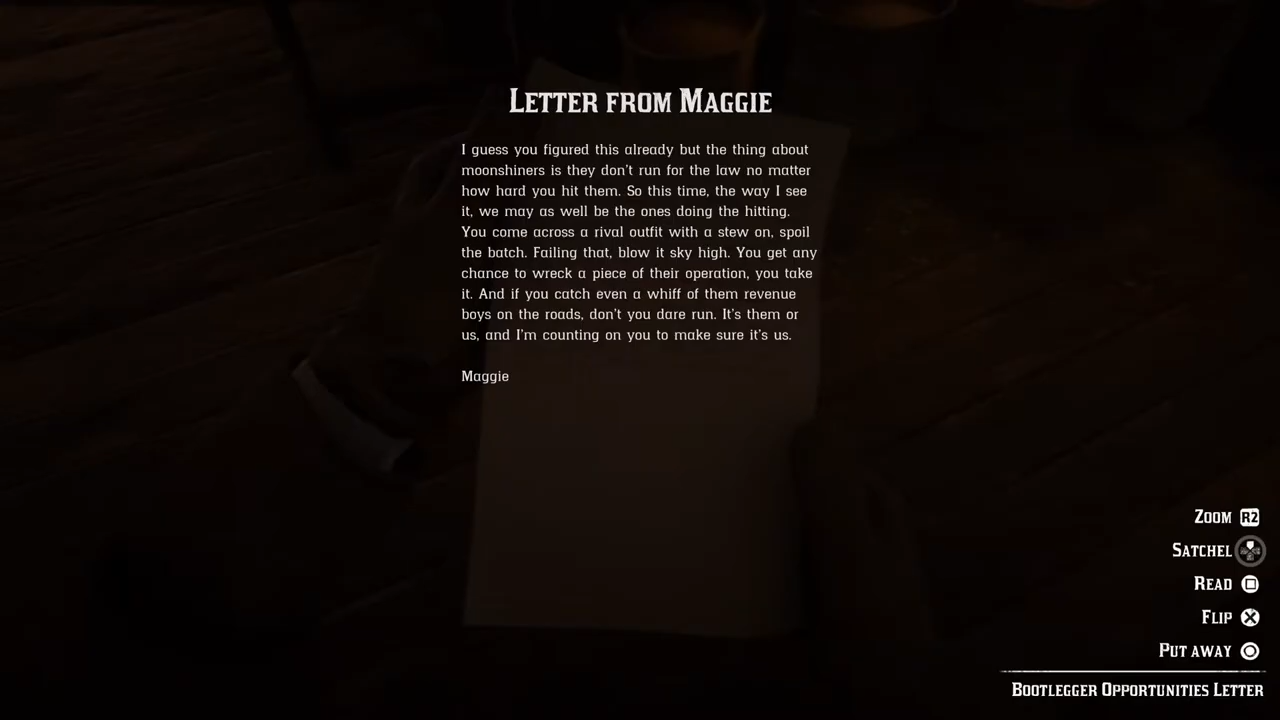 Letter from Maggie
I guess you figured this already but the thing about
moonshiners is they don't run for the law no matter
how hard you hit them. So this time, the way I see
it, we may as well be the ones doing the hitting.
You come across a rival outfit with a stew on, spoil
the batch. Failing that, blow it sky high. You get any
chance to wreck a piece of their operation, you take
it. And if you catch even a whiff of them revenue
boys on the roads, don't you dare run. It's them or
us, and I'm counting on you to make sure it's us.
Maggie
Zoom R2
Satchel
Read
Flip
Put away
Bootlegger Opportunities Letter